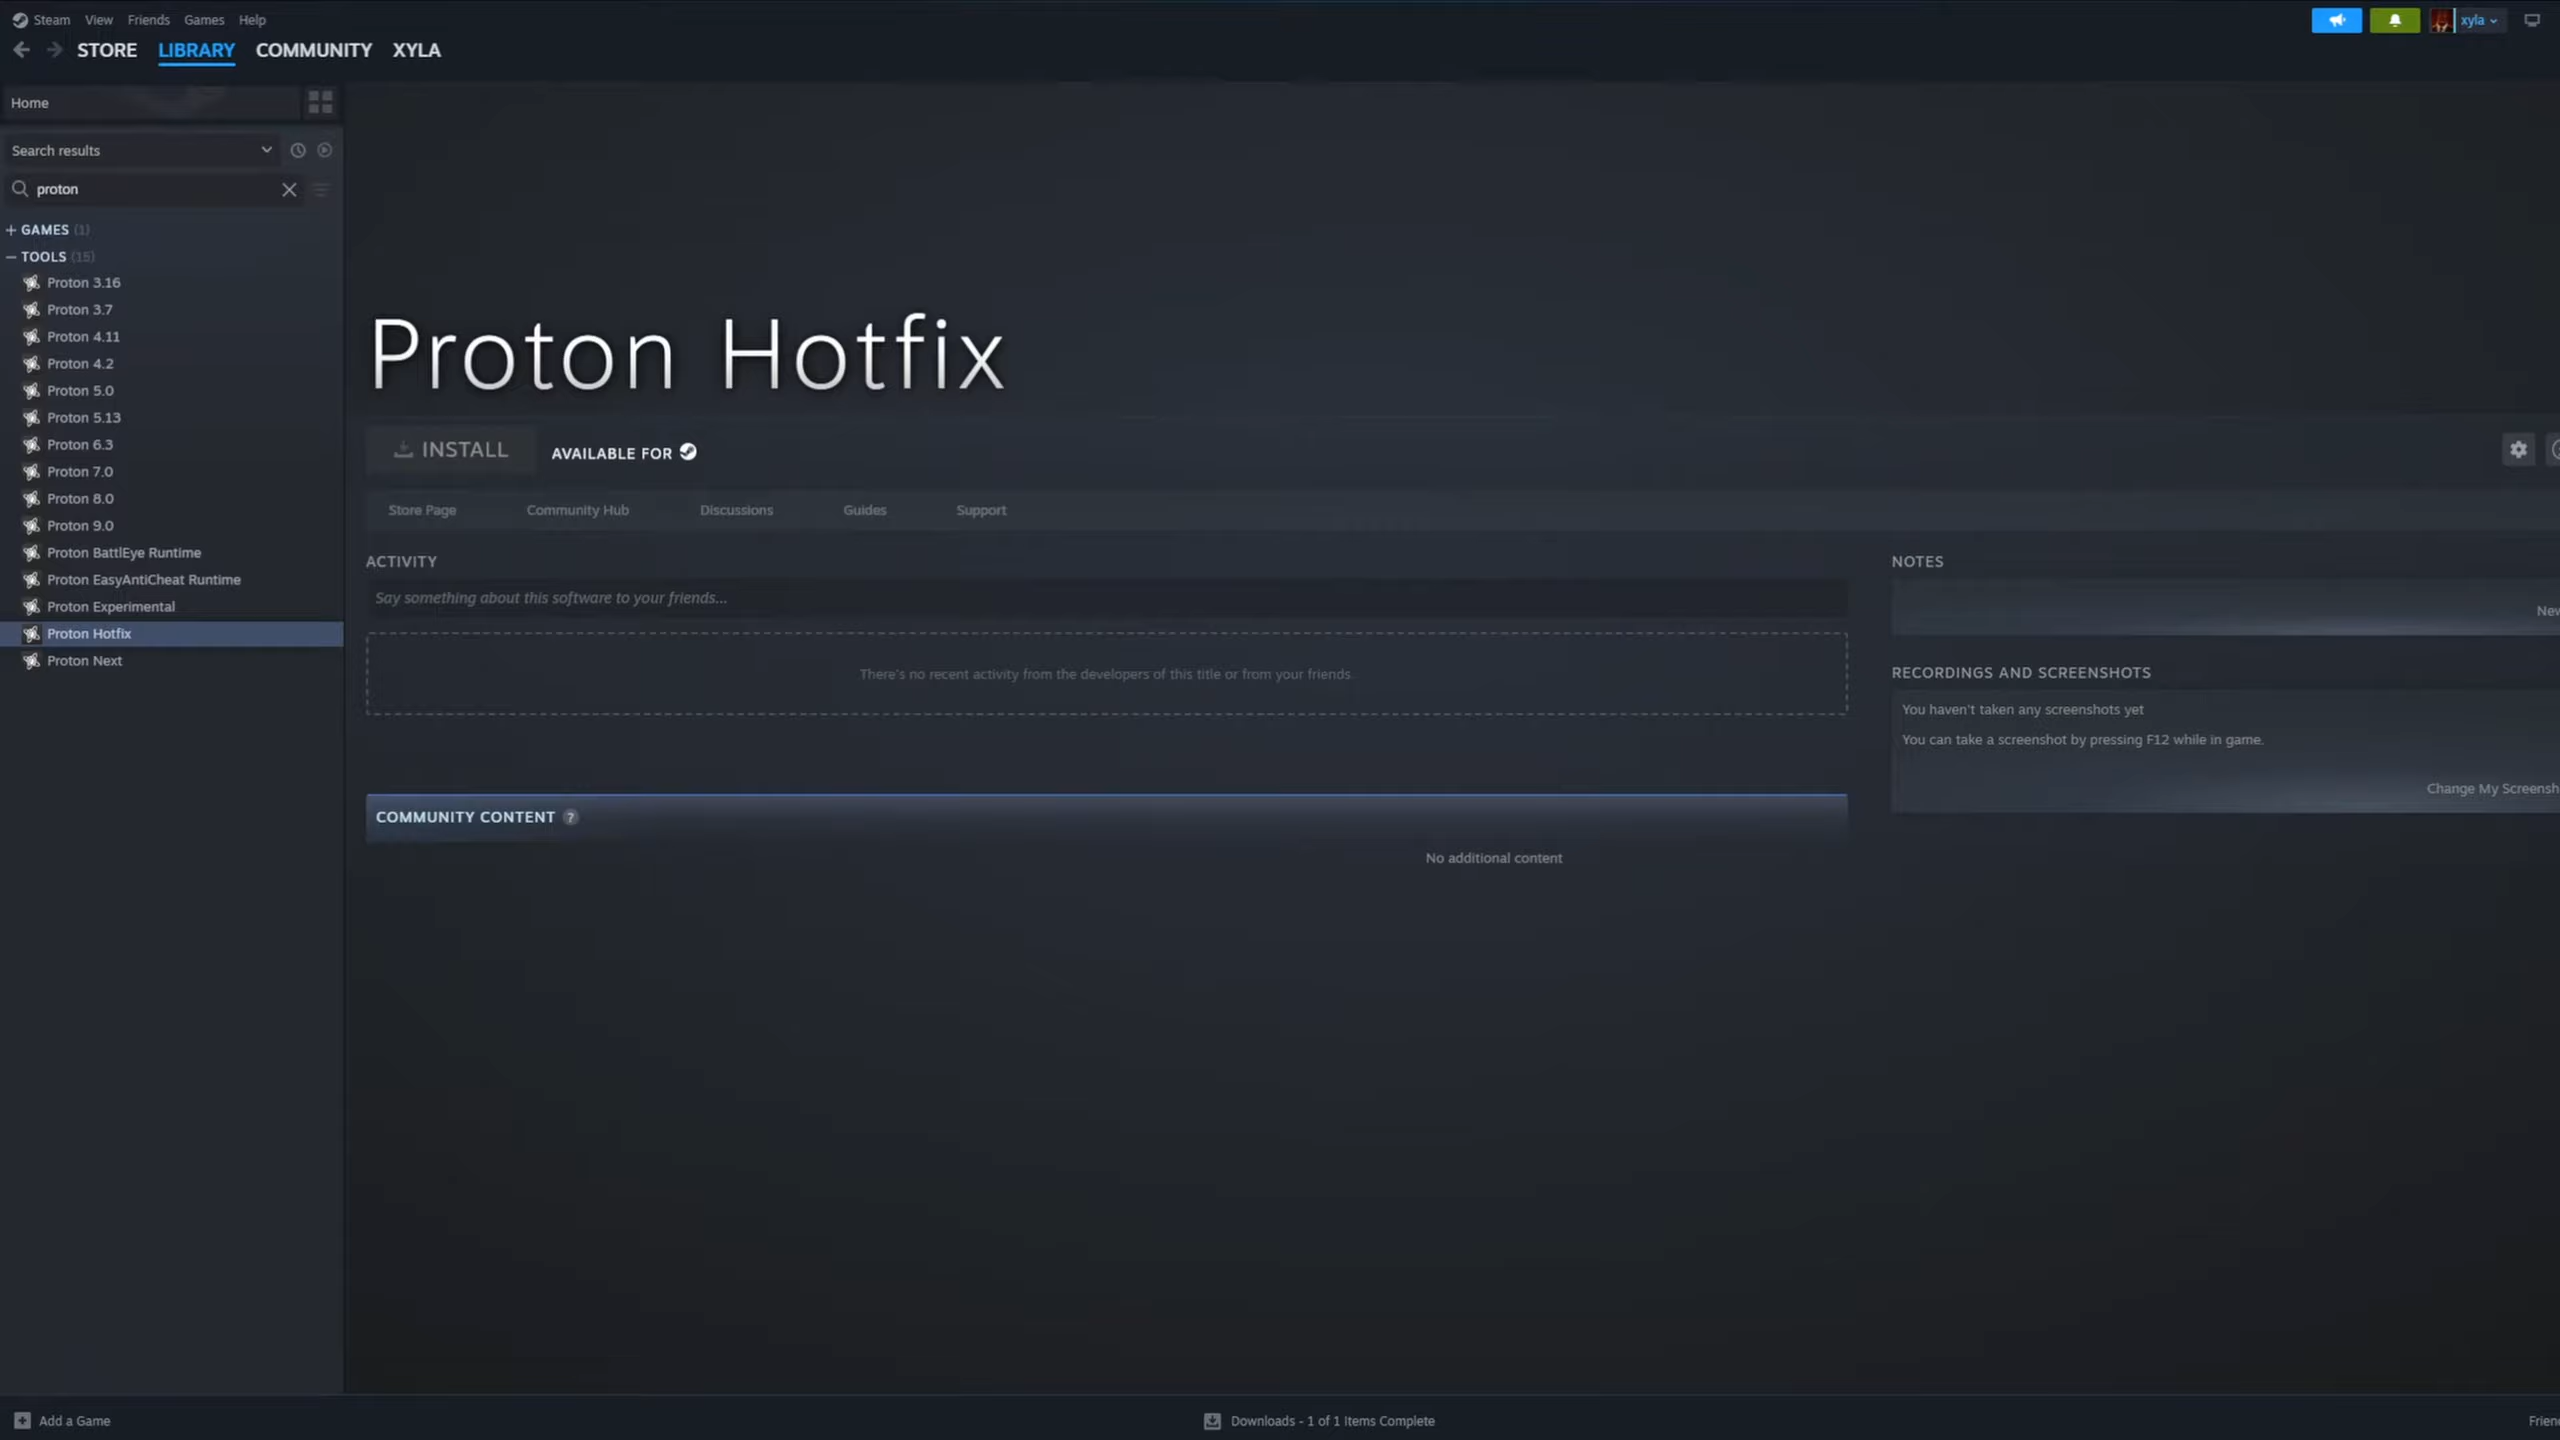 Steam View Friends Games Help
xyla
STORE LIBRARY COMMUNITY XYLA
Home
Search results
proton
+ GAMES (1)
− TOOLS (15)
Proton 3.16
Proton 3.7
Proton 4.11
Proton 4.2
Proton 5.0
Proton 5.13
Proton 6.3
Proton 7.0
Proton 8.0
Proton 9.0
Proton BattlEye Runtime
Proton EasyAntiCheat Runtime
Proton Experimental
Proton Hotfix
Proton Next
Proton Hotfix
INSTALL
AVAILABLE FOR
Store Page Community Hub Discussions Guides Support
ACTIVITY
Say something about this software to your friends...
There's no recent activity from the developers of this title or from your friends.
COMMUNITY CONTENT ?
No additional content
NOTES
New
RECORDINGS AND SCREENSHOTS
You haven't taken any screenshots yet
You can take a screenshot by pressing F12 while in game.
Change My Screensh
Add a Game
Downloads - 1 of 1 Items Complete
Frien